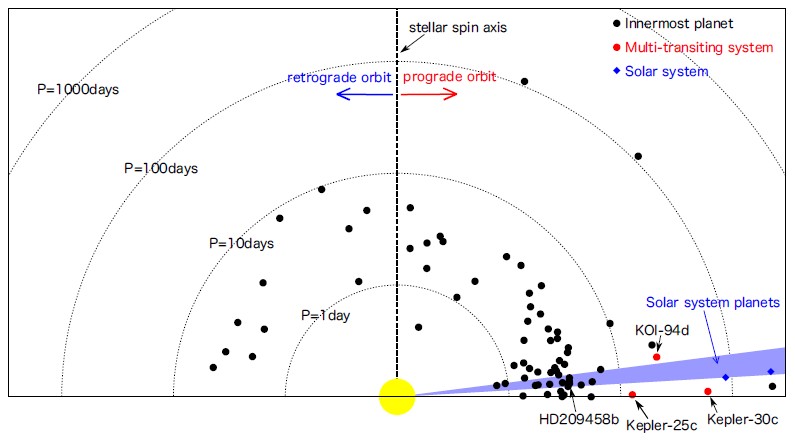 stellar spin axis
Innermost planet
Multi-transiting system
Solar system
retrograde orbit
prograde orbit
P=1000days
P=100days
P=10days
P=1day
Solar system planets
KOI-94d
HD209458b
Kepler-25c
Kepler-30c